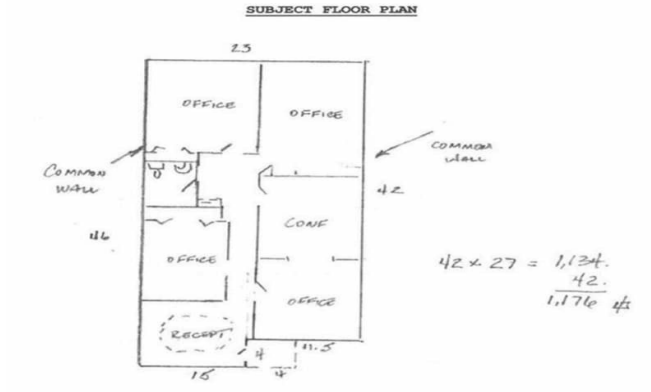 SUBJECT FLOOR PLAN
23
OFFICE
OFFICE
COMMON
WALL
COMMON
WALL
42
CONF
46
OFFICE
42 x 27 = 1,134.
42.
1,176
OFFICE
RECEPT
4
11.5
15
4